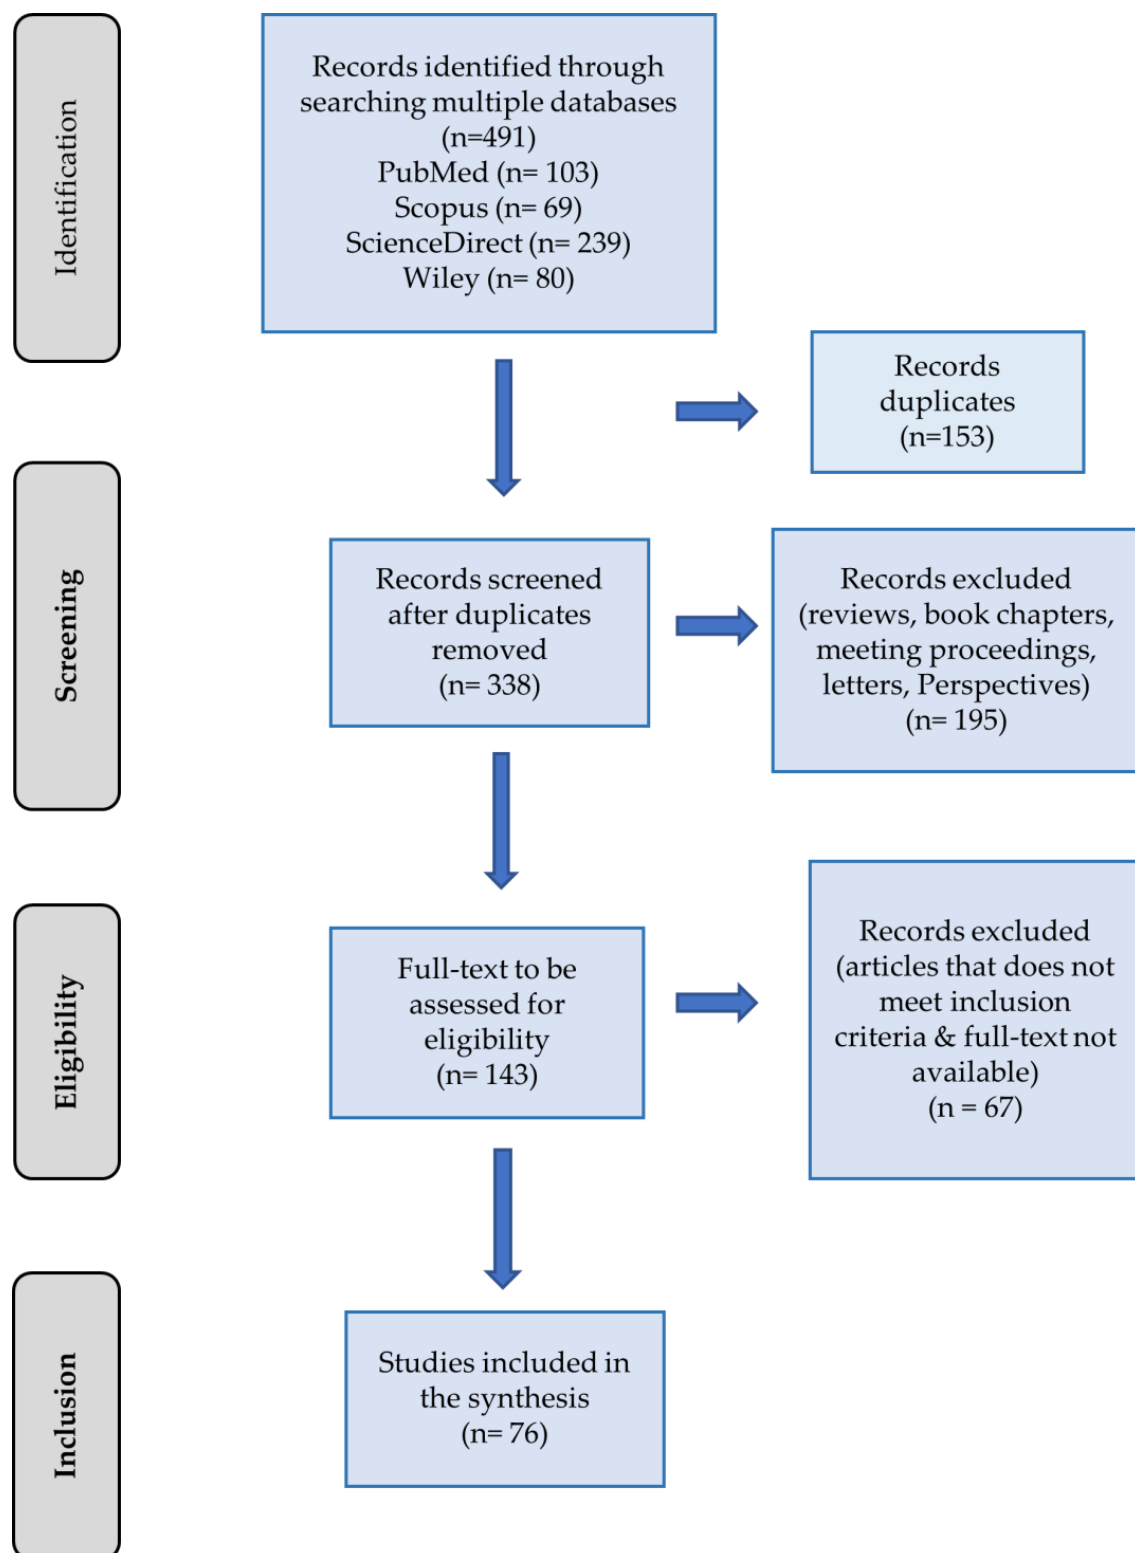 Identification
Records identified through
searching multiple databases
(n=491)
PubMed (n= 103)
Scopus (n= 69)
ScienceDirect (n= 239)
Wiley (n= 80)
Records
duplicates
(n=153)
Screening
Records screened
after duplicates
removed
(n= 338)
Records excluded
(reviews, book chapters,
meeting proceedings,
letters, Perspectives)
(n= 195)
Eligibility
Full-text to be
assessed for
eligibility
(n= 143)
Records excluded
(articles that does not
meet inclusion
criteria & full-text not
available)
(n = 67)
Inclusion
Studies included in
the synthesis
(n= 76)